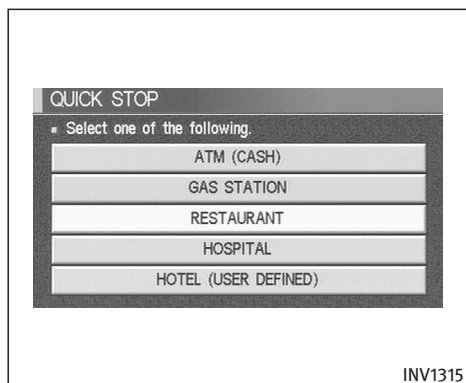 QUICK STOP
Select one of the following.
ATM (CASH)
GAS STATION
RESTAURANT
HOSPITAL
HOTEL (USER DEFINED)
INV1315